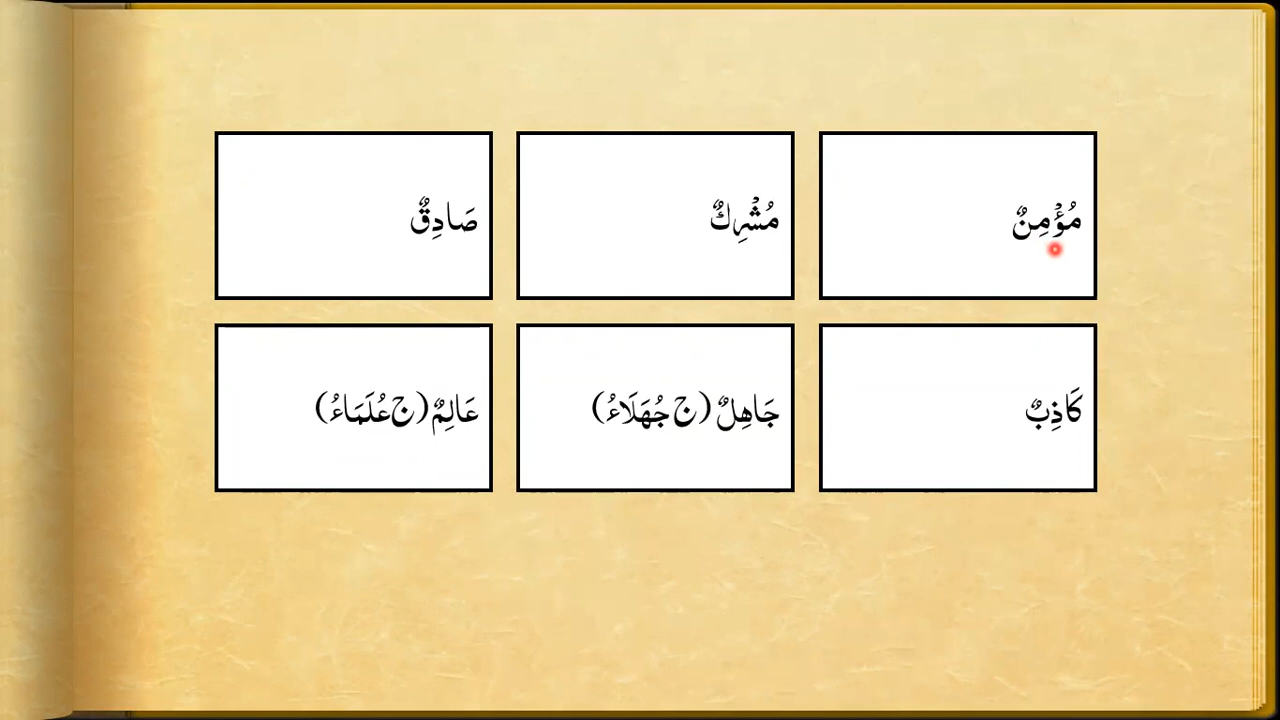 مُؤْمِنٌ
مُشْرِكٌ
صَادِقٌ
كَاذِبٌ
جَاهِلٌ (ج جُهَلَاءُ)
عَالِمٌ (ج عُلَمَاءُ)